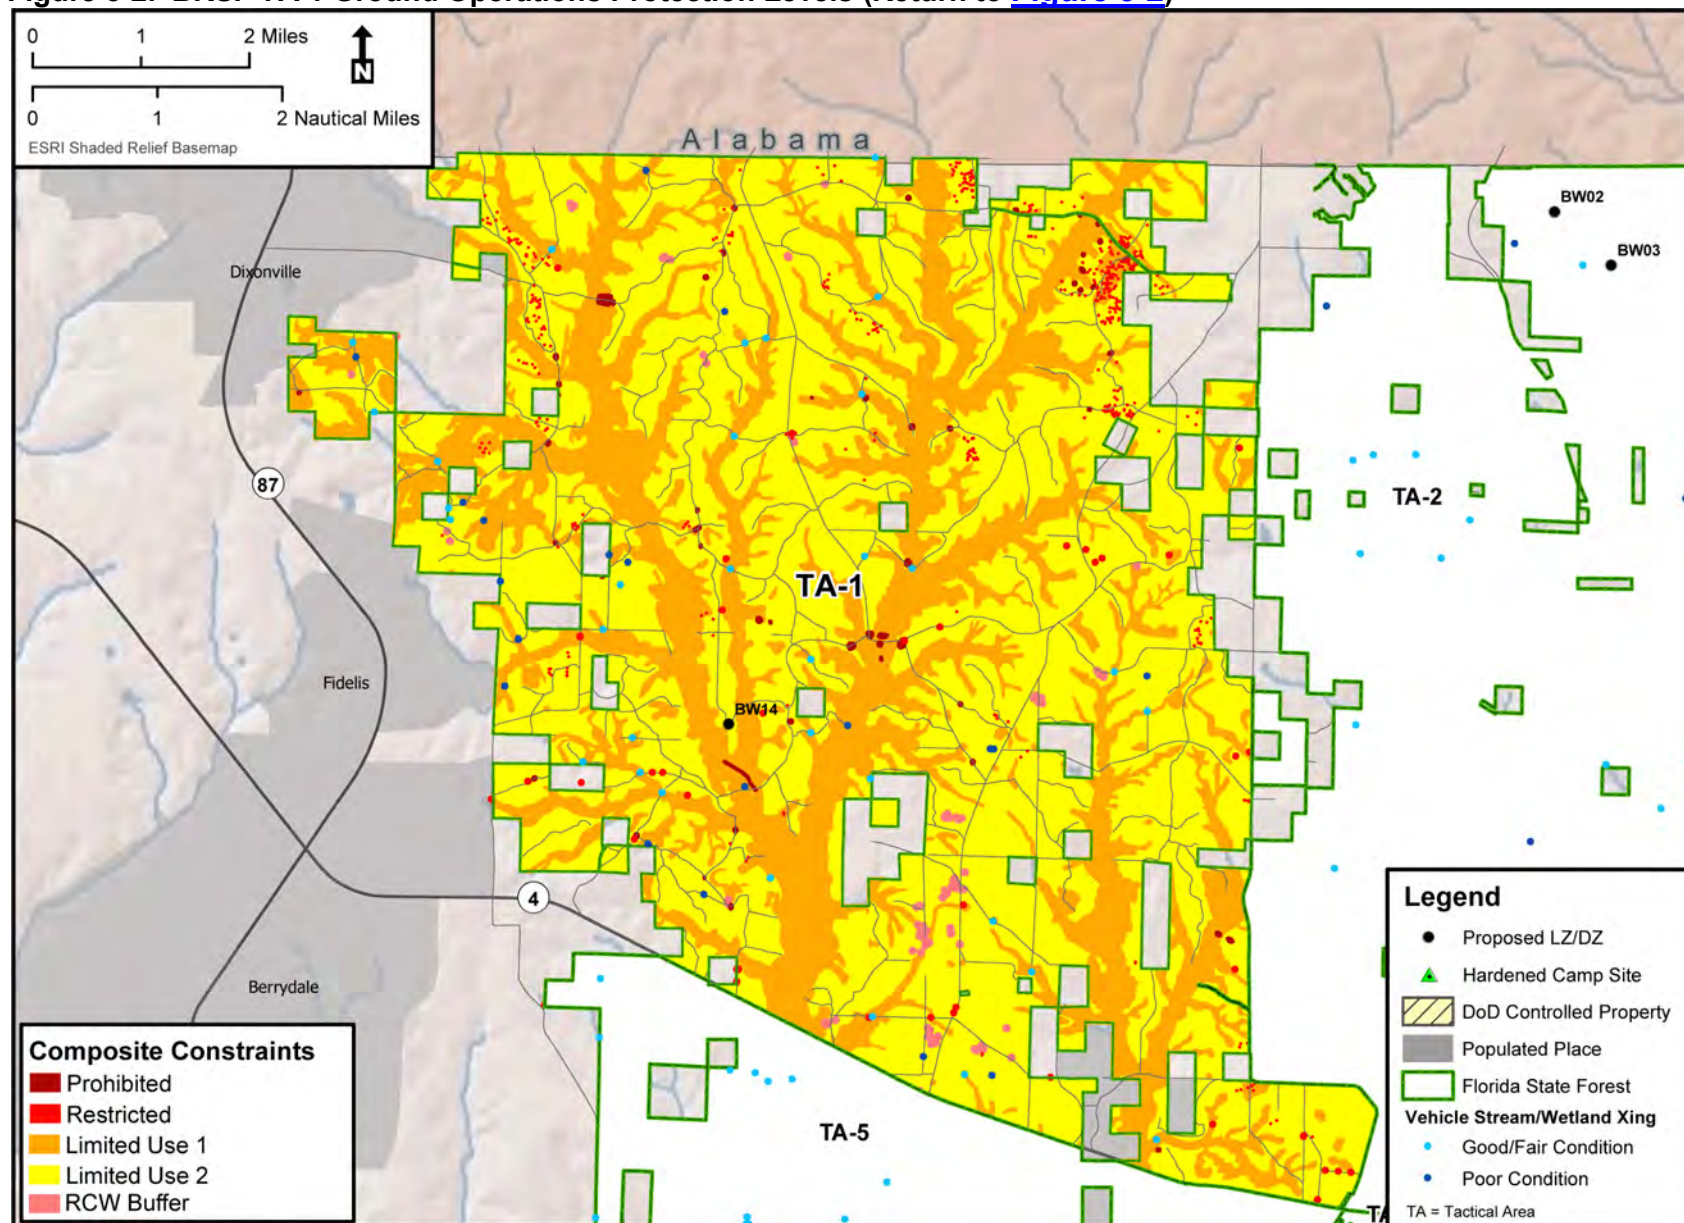 0 1 2 Miles
N
0 1 2 Nautical Miles
ESRI Shaded Relief Basemap
Alabama
BW02
BW03
Dixonville
87
TA-2
TA-1
Fidelis
BW14
4
Berrydale
TA-5
Composite Constraints
Prohibited
Restricted
Limited Use 1
Limited Use 2
RCW Buffer
Legend
Proposed LZ/DZ
Hardened Camp Site
DoD Controlled Property
Populated Place
Florida State Forest
Vehicle Stream/Wetland Xing
Good/Fair Condition
Poor Condition
TA = Tactical Area